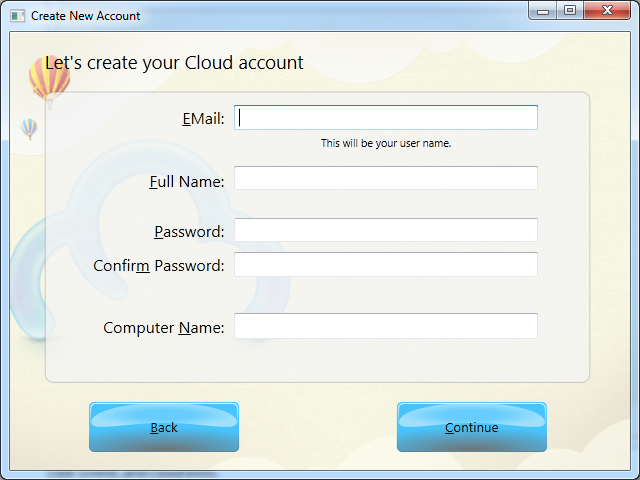 Create New Account
Let's create your Cloud account
EMail:
This will be your user name.
Full Name:
Password:
Confirm Password:
Computer Name:
Back
Continue